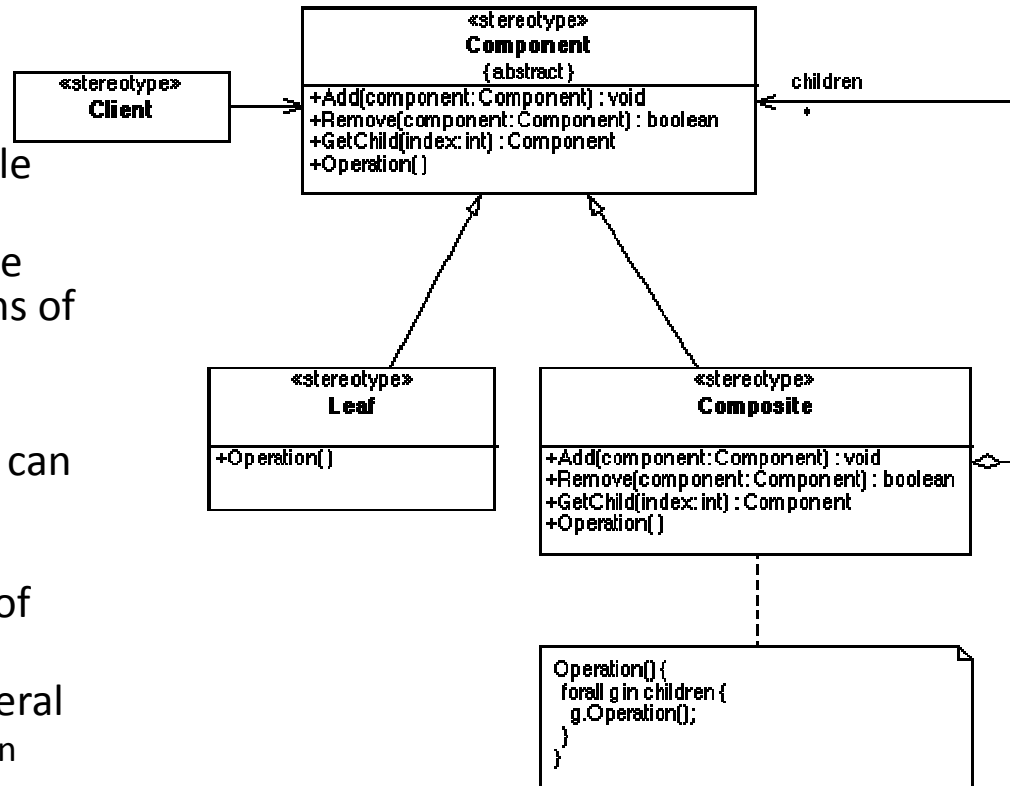 «stereotype»
Component
{abstract}
+Add(component:Component) : void
+Remove(component:Component) : boolean
+GetChild(index:int) : Component
+Operation()
«stereotype»
Client
children
*
le
e
ns of
can
of
eral
n
«stereotype»
Leaf
+Operation()
«stereotype»
Composite
+Add(component:Component) : void
+Remove(component:Component) : boolean
+GetChild(index:int) : Component
+Operation()
Operation() {
forall g in children {
g.Operation();
}
}